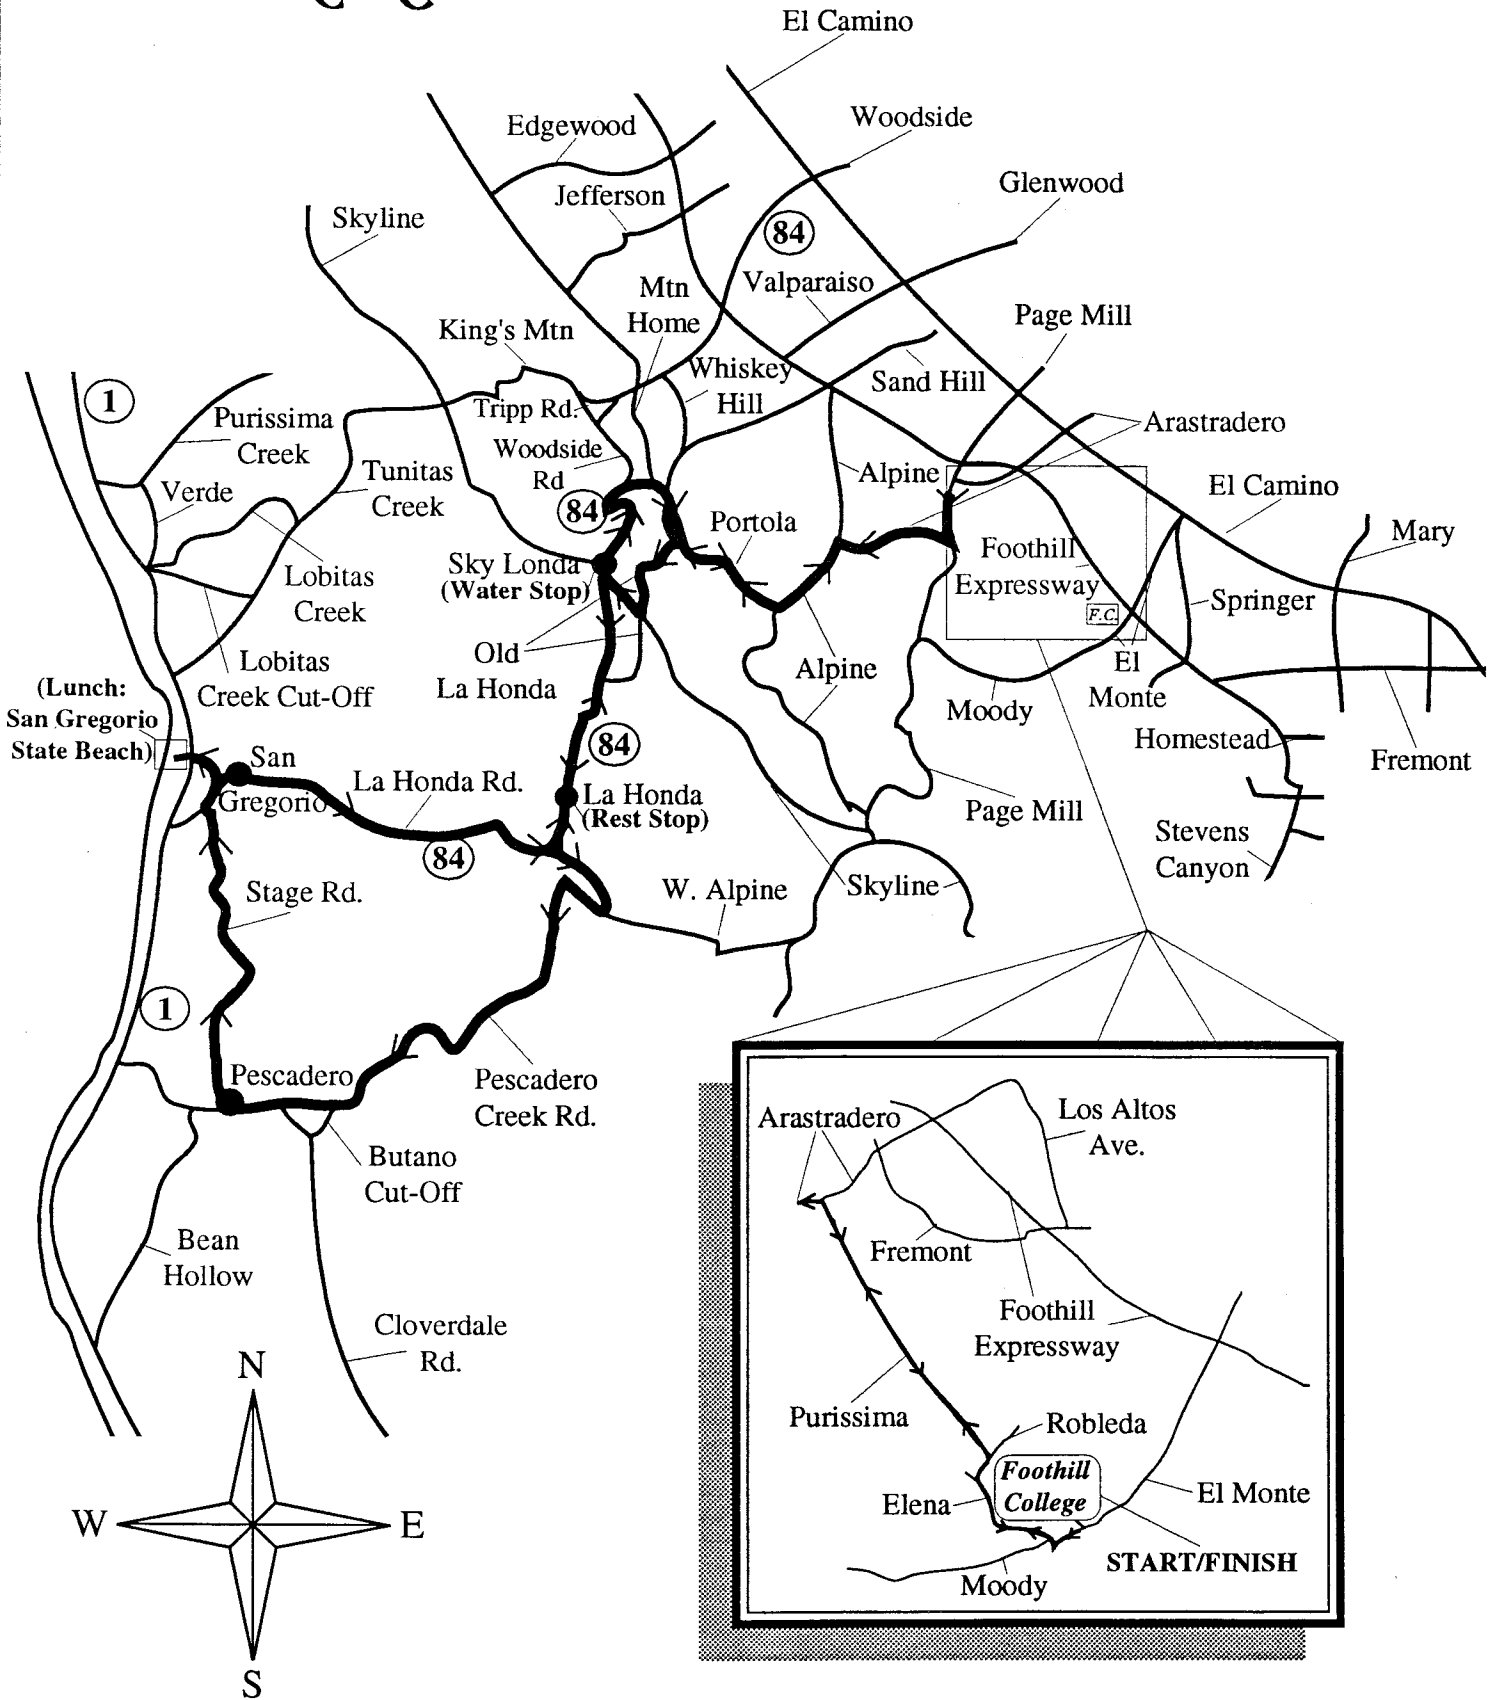 El Camino
Edgewood
Woodside
Jefferson
Glenwood
Skyline
84
Mtn
Home
Valparaiso
King's Mtn
Page Mill
Whiskey
Hill
Sand Hill
1
Purissima
Creek
Tripp Rd.
Arastradero
Woodside
Rd
Verde
Tunitas
Creek
Alpine
El Camino
84
Portola
Mary
Sky Londa
(Water Stop)
Foothill
Expressway
F.C.
Lobitas
Creek
Springer
Old
La Honda
Lobitas
Creek Cut-Off
Alpine
El
Monte
(Lunch:
San Gregorio
State Beach)
Moody
Homestead
84
San
Gregorio
La Honda Rd.
La Honda
(Rest Stop)
Fremont
Page Mill
Stevens
Canyon
84
Stage Rd.
W. Alpine
Skyline
1
Pescadero
Pescadero
Creek Rd.
Butano
Cut-Off
Bean
Hollow
Cloverdale
Rd.
N
W
E
S
Arastradero
Los Altos
Ave.
Fremont
Foothill
Expressway
Purissima
Robleda
Foothill
College
Elena
El Monte
START/FINISH
Moody